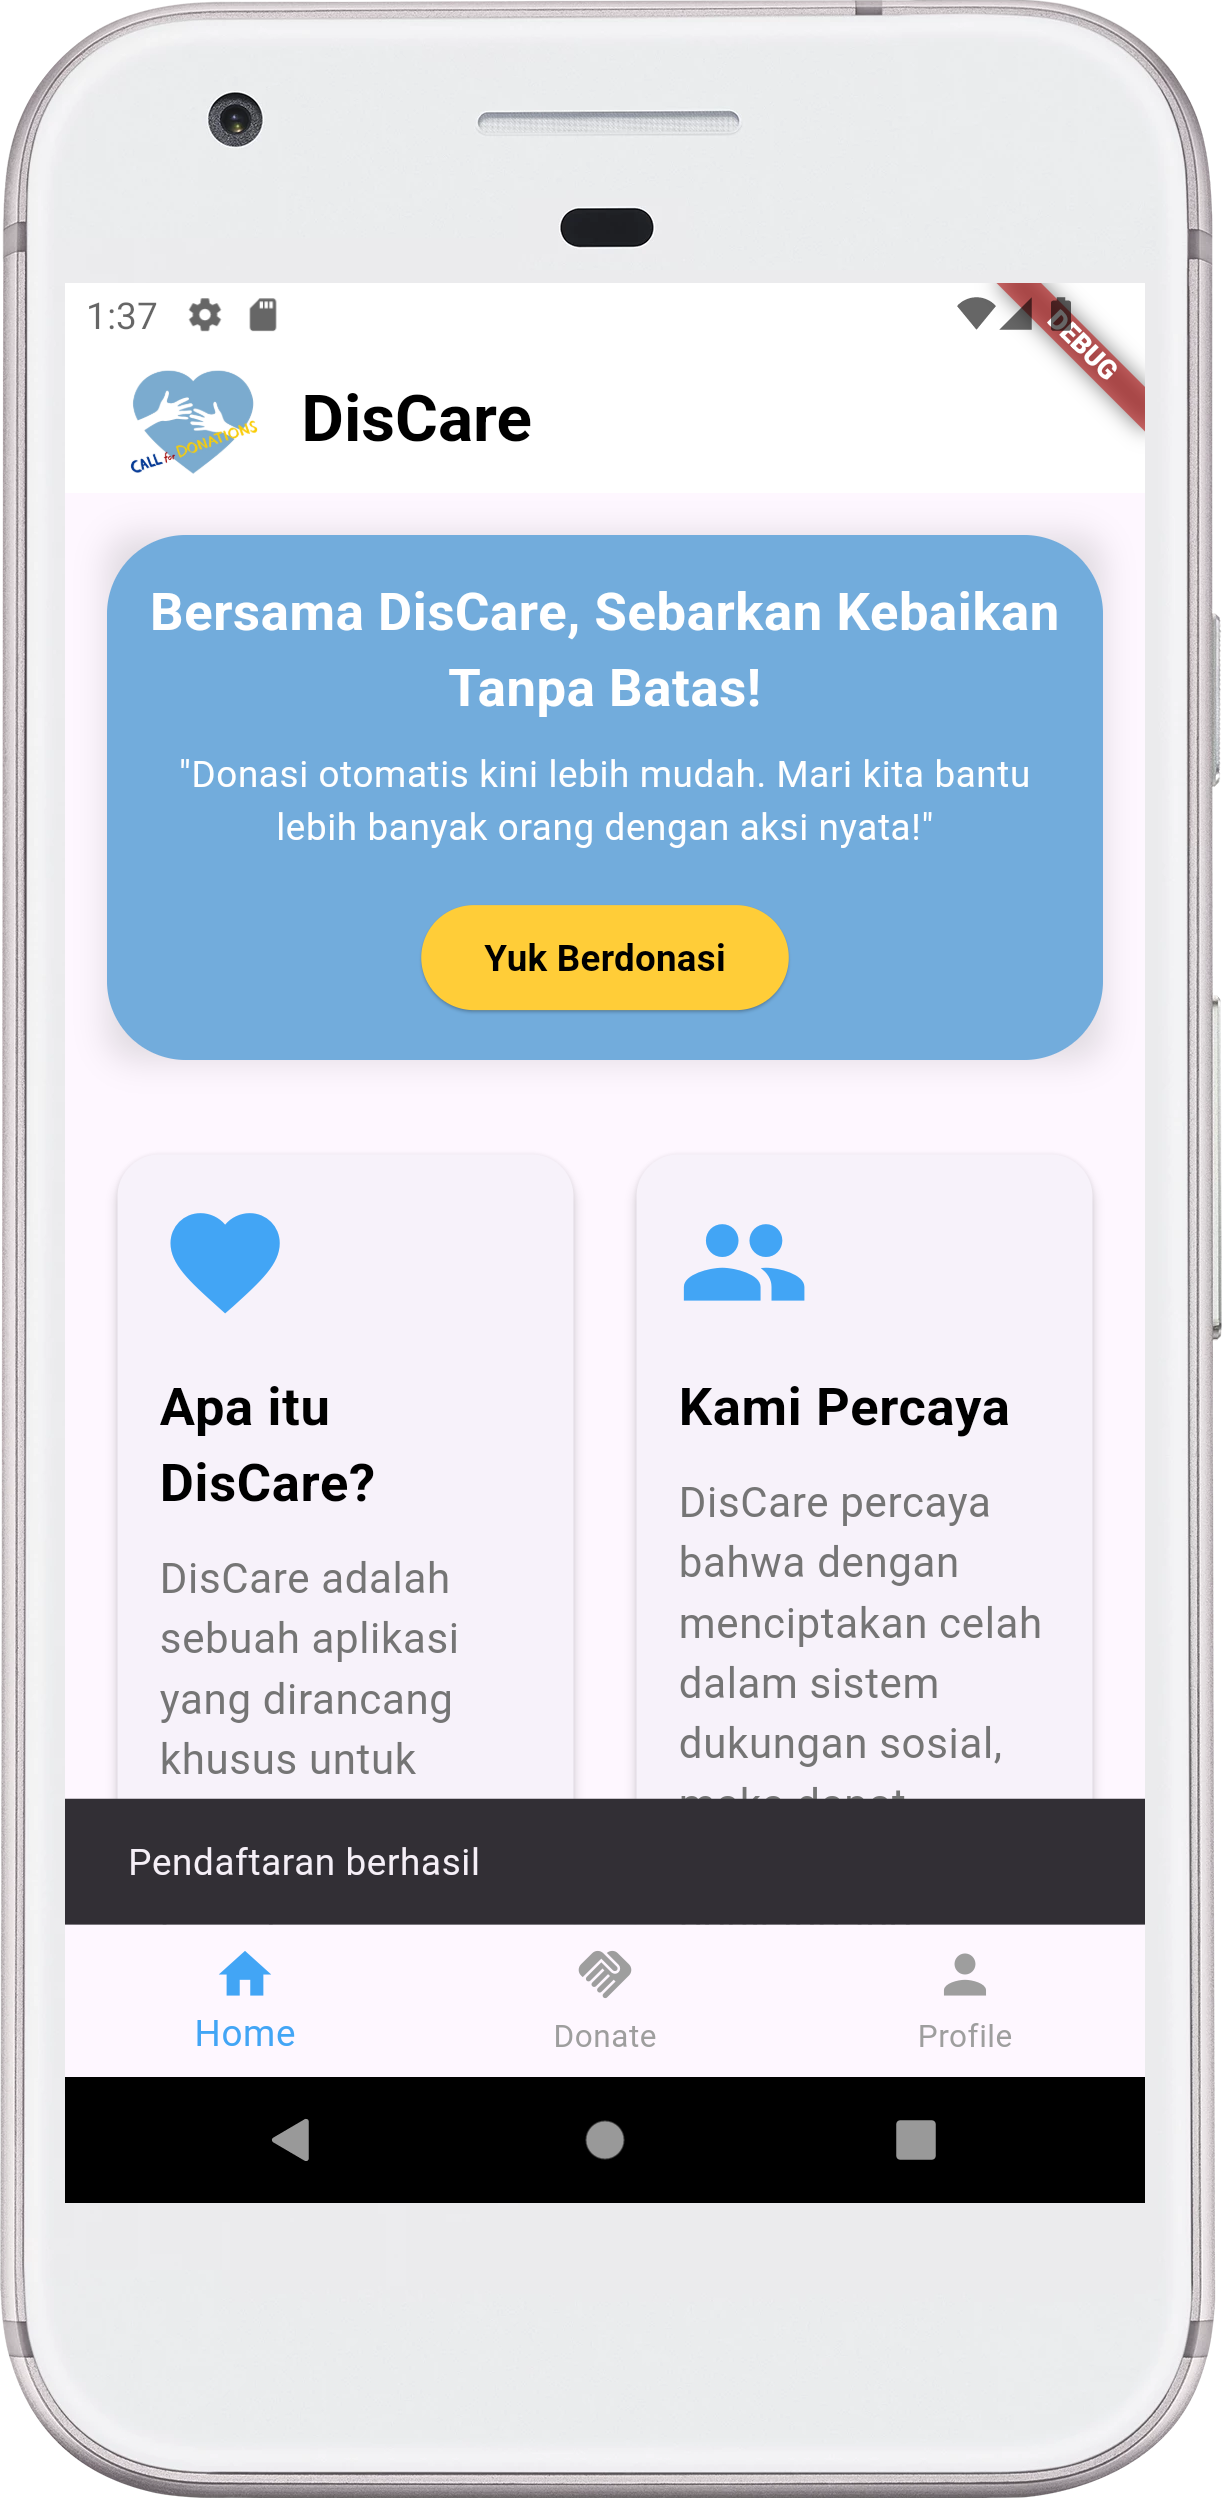 1:37
DEBUG
CALL for DONATIONS
DisCare
Bersama DisCare, Sebarkan Kebaikan
Tanpa Batas!
"Donasi otomatis kini lebih mudah. Mari kita bantu
lebih banyak orang dengan aksi nyata!"
Yuk Berdonasi
Apa itu
DisCare?
DisCare adalah
sebuah aplikasi
yang dirancang
khusus untuk
Kami Percaya
DisCare percaya
bahwa dengan
menciptakan celah
dalam sistem
dukungan sosial,
maka dapat
Pendaftaran berhasil
Home
Donate
Profile